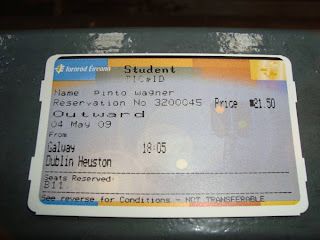 Iarnród Éireann Student
Name Pinto Wagner
Reservation No 3200045 Price 21.50
Outward
04 May 09
From
Galway 18:05
Dublin Heuston
Seats Reserved:
B11
See reverse for Conditions - NOT TRANSFERABLE